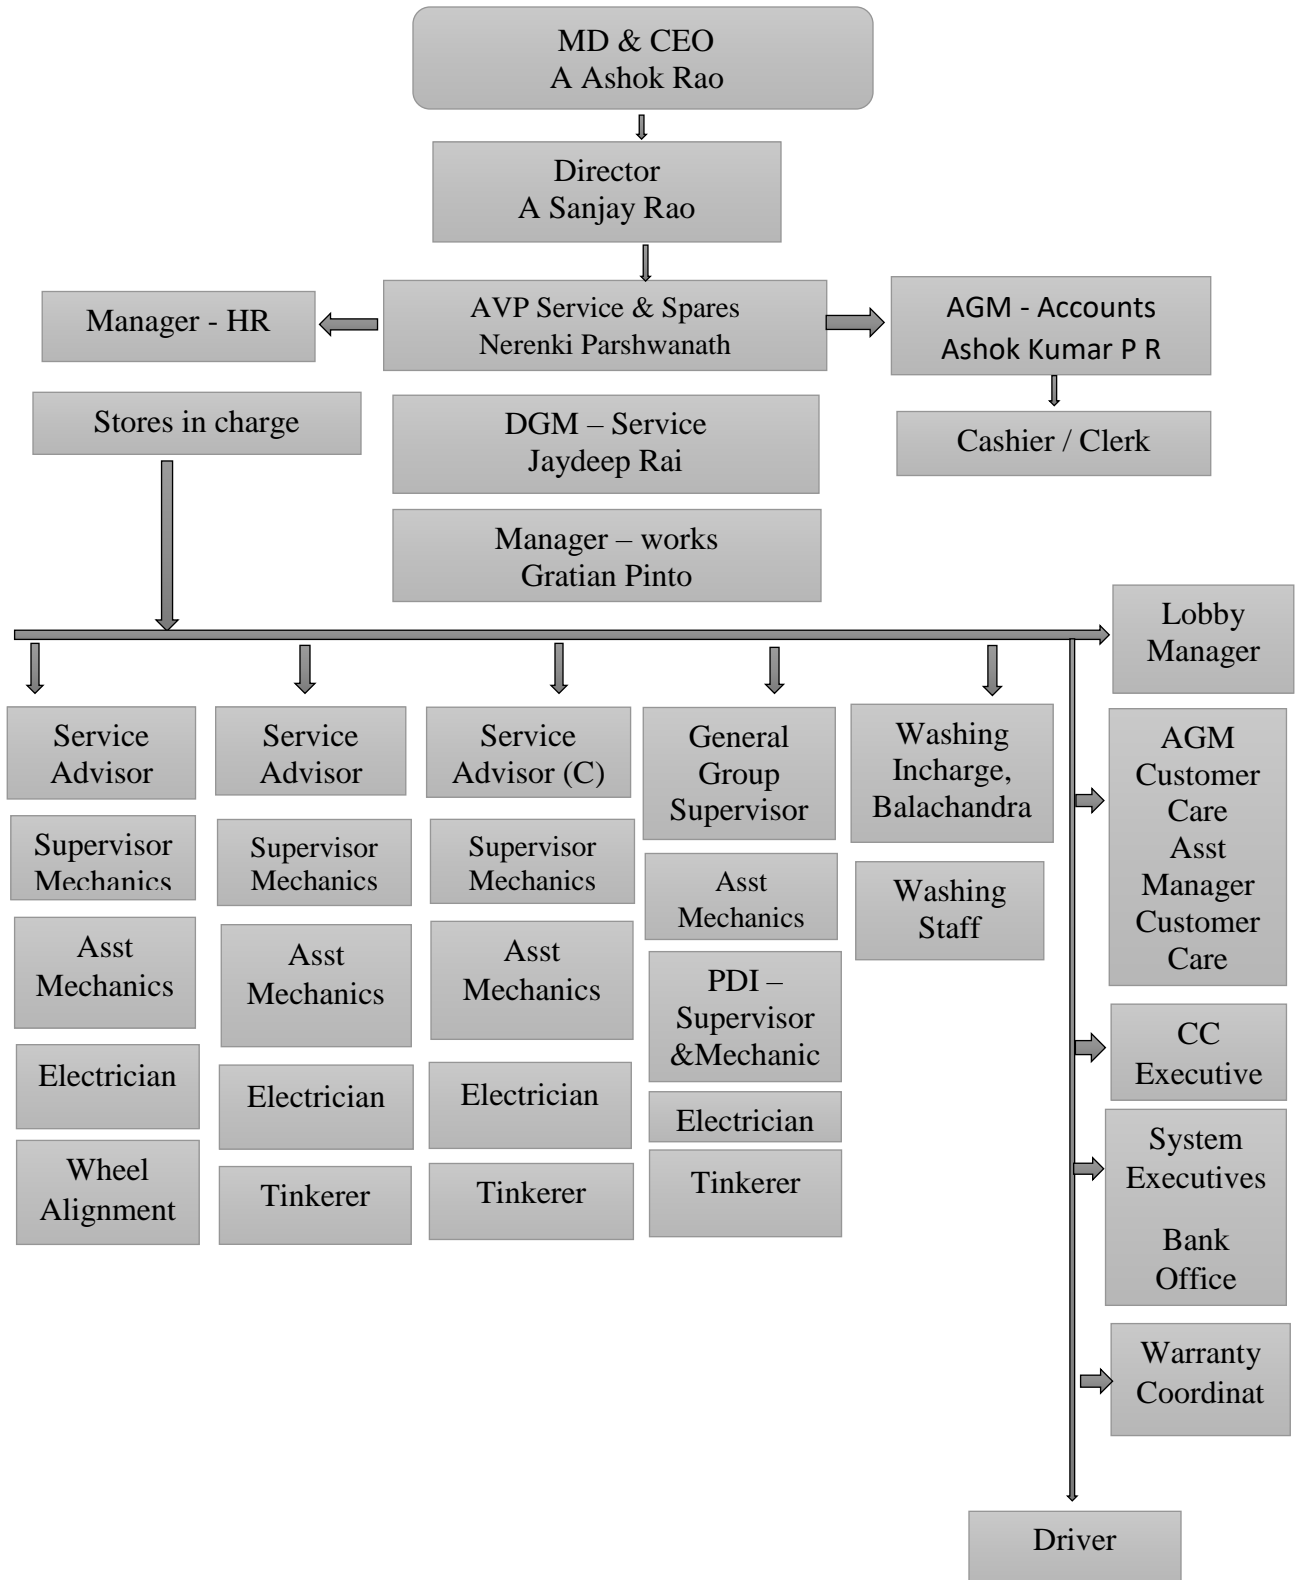 MD & CEO
A Ashok Rao
Director
A Sanjay Rao
Manager - HR
AVP Service & Spares
Nerenki Parshwanath
AGM - Accounts
Ashok Kumar P R
Stores in charge
DGM – Service
Jaydeep Rai
Cashier / Clerk
Manager – works
Gratian Pinto
Lobby
Manager
Service
Advisor
Supervisor
Mechanics
Asst
Mechanics
Electrician
Wheel
Alignment
Service
Advisor
Supervisor
Mechanics
Asst
Mechanics
Electrician
Tinkerer
Service
Advisor (C)
Supervisor
Mechanics
Asst
Mechanics
Electrician
Tinkerer
General
Group
Supervisor
Asst
Mechanics
PDI –
Supervisor
&Mechanic
Electrician
Tinkerer
Washing
Incharge,
Balachandra
Washing
Staff
AGM
Customer
Care
Asst
Manager
Customer
Care
CC
Executive
System
Executives
Bank
Office
Warranty
Coordinat
Driver